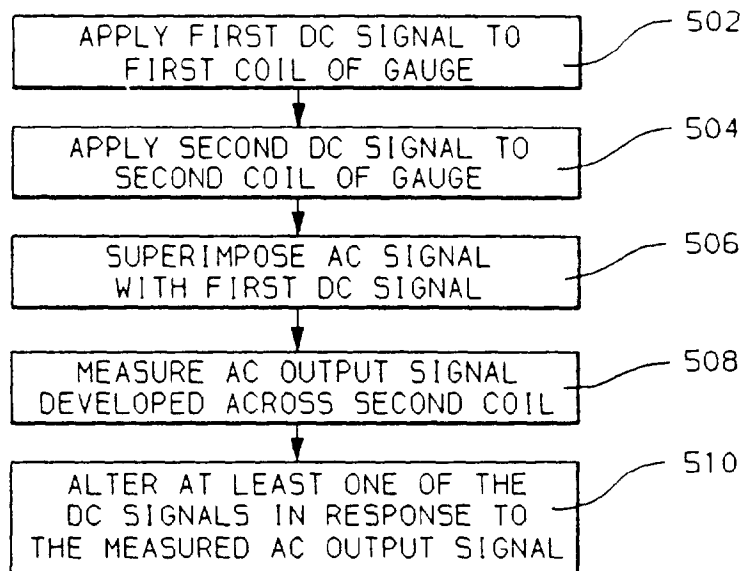 APPLY FIRST DC SIGNAL TO
FIRST COIL OF GAUGE
502
APPLY SECOND DC SIGNAL TO
SECOND COIL OF GAUGE
504
SUPERIMPOSE AC SIGNAL
WITH FIRST DC SIGNAL
506
MEASURE AC OUTPUT SIGNAL
DEVELOPED ACROSS SECOND COIL
508
ALTER AT LEAST ONE OF THE
DC SIGNALS IN RESPONSE TO
THE MEASURED AC OUTPUT SIGNAL
510